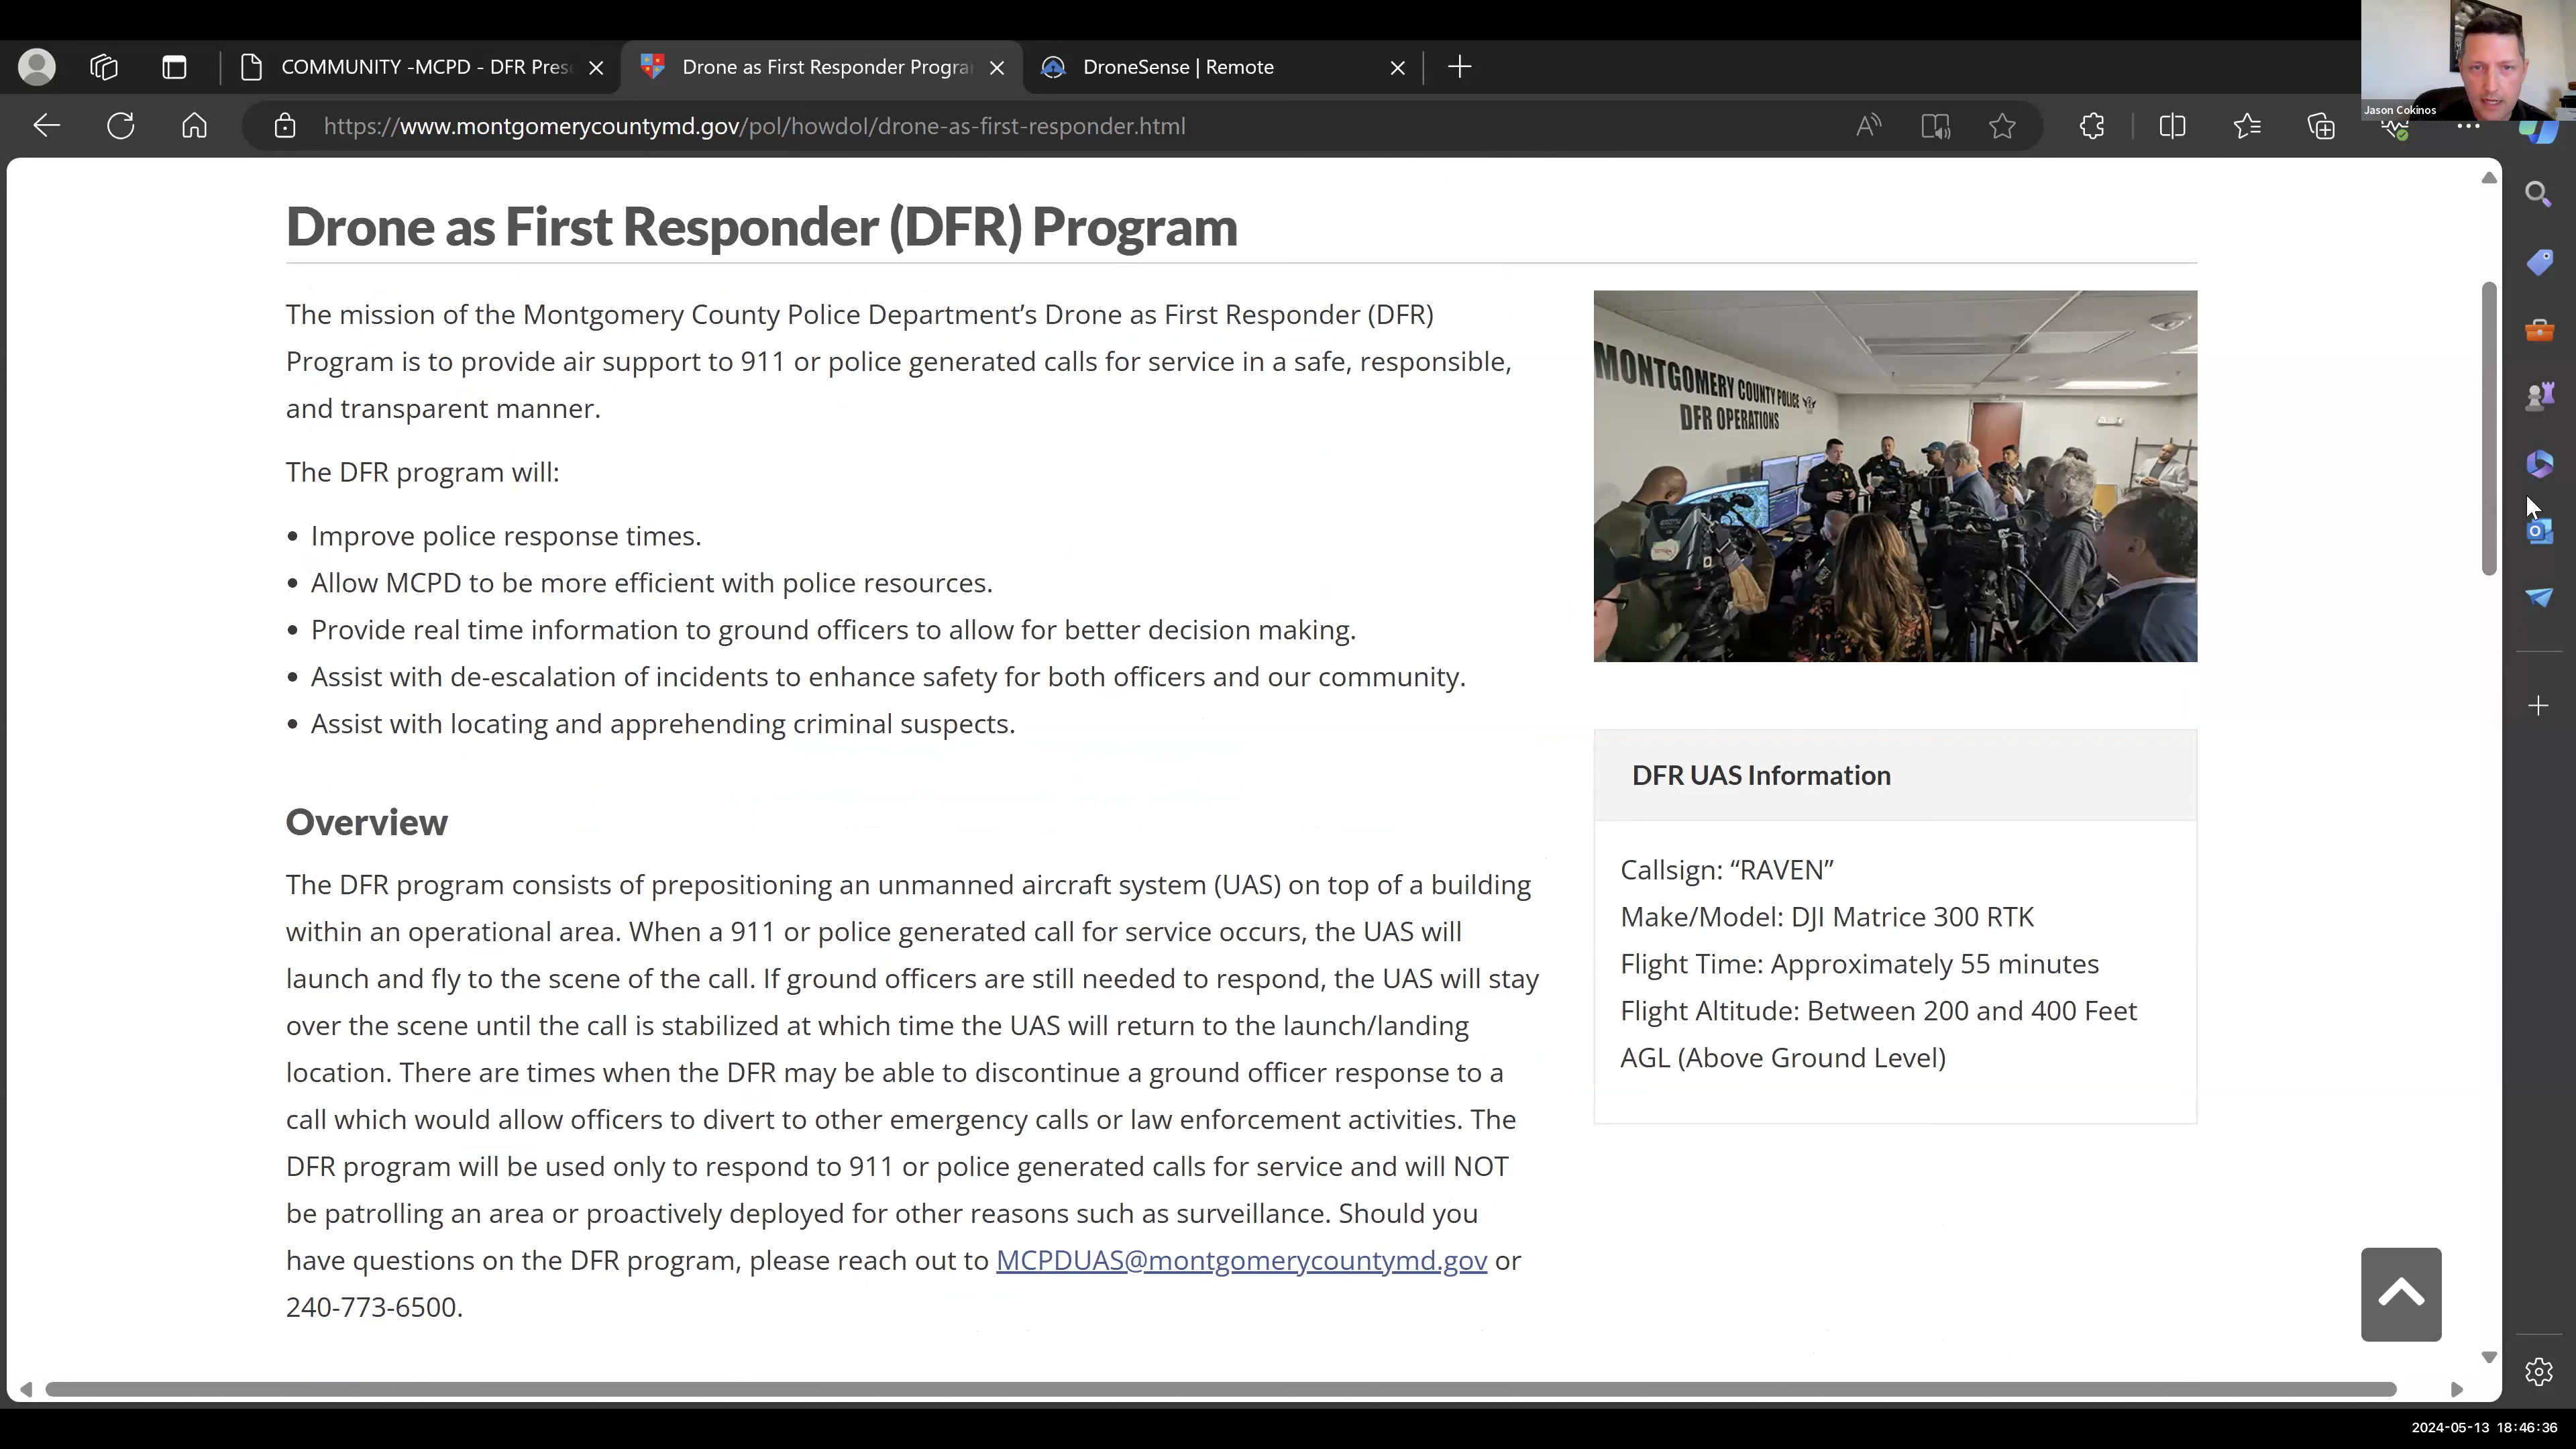 COMMUNITY -MCPD - DFR Pres
Drone as First Responder Progra
DroneSense | Remote
Jason Cokinos
https://www.montgomerycountymd.gov/pol/howdoI/drone-as-first-responder.html
Drone as First Responder (DFR) Program
The mission of the Montgomery County Police Department’s Drone as First Responder (DFR)
Program is to provide air support to 911 or police generated calls for service in a safe, responsible,
and transparent manner.
The DFR program will:
• Improve police response times.
• Allow MCPD to be more efficient with police resources.
• Provide real time information to ground officers to allow for better decision making.
• Assist with de-escalation of incidents to enhance safety for both officers and our community.
• Assist with locating and apprehending criminal suspects.
MONTGOMERY COUNTY POLICE
DFR OPERATIONS
Overview
The DFR program consists of prepositioning an unmanned aircraft system (UAS) on top of a building
within an operational area. When a 911 or police generated call for service occurs, the UAS will
launch and fly to the scene of the call. If ground officers are still needed to respond, the UAS will stay
over the scene until the call is stabilized at which time the UAS will return to the launch/landing
location. There are times when the DFR may be able to discontinue a ground officer response to a
call which would allow officers to divert to other emergency calls or law enforcement activities. The
DFR program will be used only to respond to 911 or police generated calls for service and will NOT
be patrolling an area or proactively deployed for other reasons such as surveillance. Should you
have questions on the DFR program, please reach out to MCPDUAS@montgomerycountymd.gov or
240-773-6500.
DFR UAS Information
Callsign: “RAVEN”
Make/Model: DJI Matrice 300 RTK
Flight Time: Approximately 55 minutes
Flight Altitude: Between 200 and 400 Feet
AGL (Above Ground Level)
2024-05-13 18:46:36